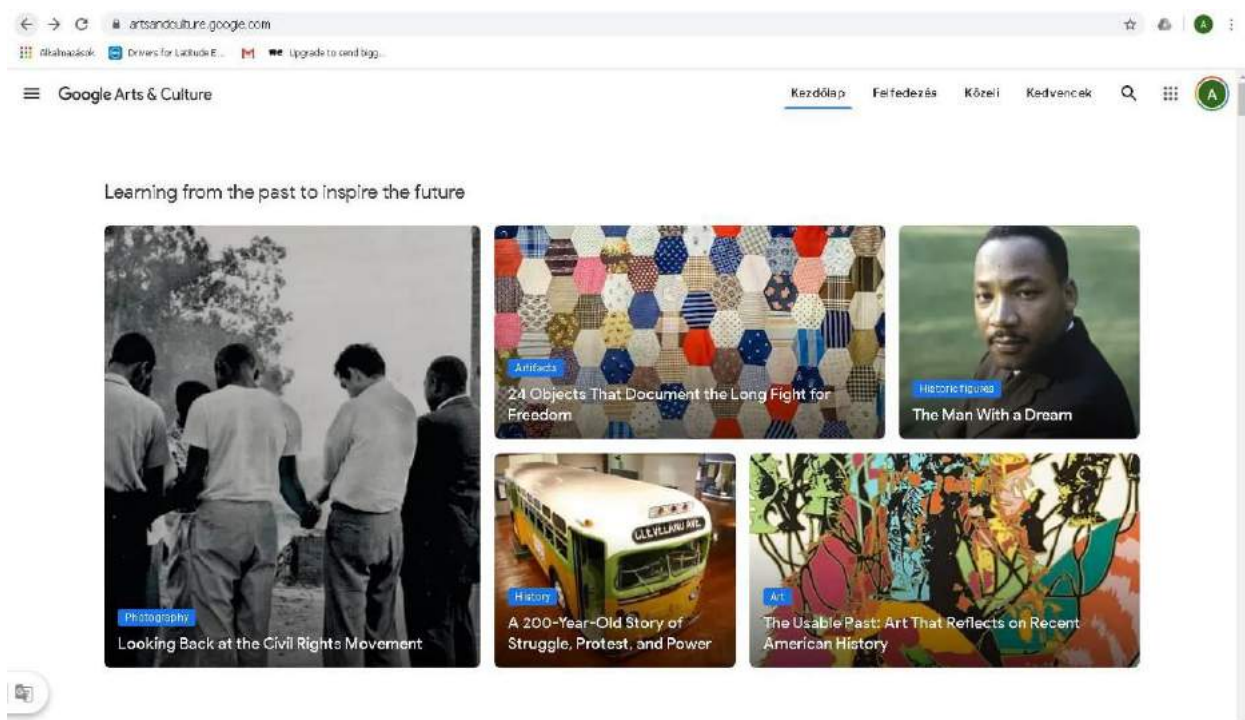 artsandculture.google.com
Alkalmazások Drivers for Latitude E... we Upgrade to send bigg...
Google Arts & Culture
Kezdőlap Felfedezés Közeli Kedvencek A
Learning from the past to inspire the future
Artifacts
24 Objects That Document the Long Fight for
Freedom
Historic figures
The Man With a Dream
CLEVELAND AVE
Photography
Looking Back at the Civil Rights Movement
History
A 200-Year-Old Story of
Struggle, Protest, and Power
Art
The Usable Past: Art That Reflects on Recent
American History